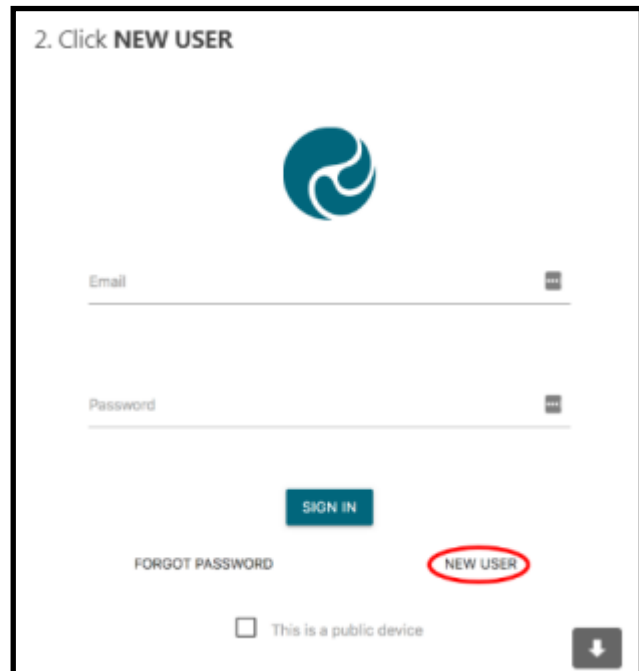 2. Click NEW USER
Email
Password
SIGN IN
FORGOT PASSWORD NEW USER
This is a public device